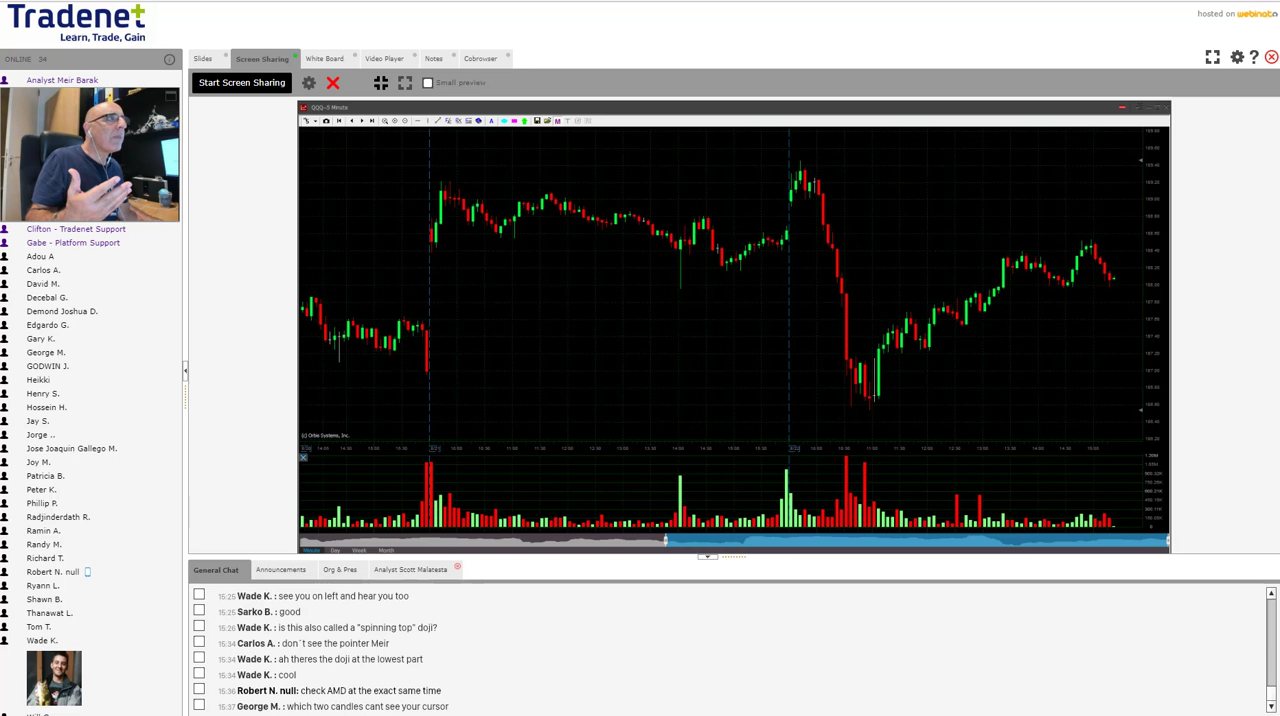 Tradenet
Learn, Trade, Gain
hosted on webinato
ONLINE 34
Slides
Screen Sharing
White Board
Video Player
Notes
Cobrowser
Start Screen Sharing
Small preview
Analyst Meir Barak
Clifton - Tradenet Support
Gabe - Platform Support
Adou A
Carlos A.
David M.
Decebal G.
Demond Joshua D.
Edgardo G.
Gary K.
George M.
GODWIN J.
Heikki
Henry S.
Hossein H.
Jay S.
Jorge ..
Jose Joaquin Gallego M.
Joy M.
Patricia B.
Peter K.
Phillip P.
Radjinderdath R.
Ramin A.
Randy M.
Richard T.
Robert N. null
Ryann L.
Shawn B.
Thanawat L.
Tom T.
Wade K.
QQQ-5 Minute
Minute
Day
Week
Month
General Chat
Announcements
Org & Pres
Analyst Scott Malatesta
15:25 Wade K. : see you on left and hear you too
15:25 Sarko B. : good
15:26 Wade K. : is this also called a "spinning top" doji?
15:34 Carlos A. : don´t see the pointer Meir
15:34 Wade K. : ah theres the doji at the lowest part
15:34 Wade K. : cool
15:36 Robert N. null: check AMD at the exact same time
15:37 George M. : which two candles cant see your cursor